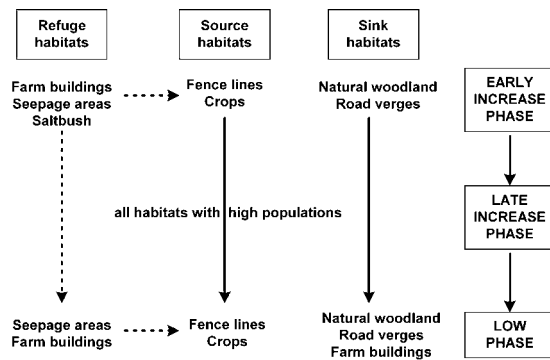 Refuge
habitats
Source
habitats
Sink
habitats
Farm buildings
Seepage areas
Saltbush
Fence lines
Crops
Natural woodland
Road verges
EARLY
INCREASE
PHASE
all habitats with high populations
LATE
INCREASE
PHASE
Seepage areas
Farm buildings
Fence lines
Crops
Natural woodland
Road verges
Farm buildings
LOW
PHASE